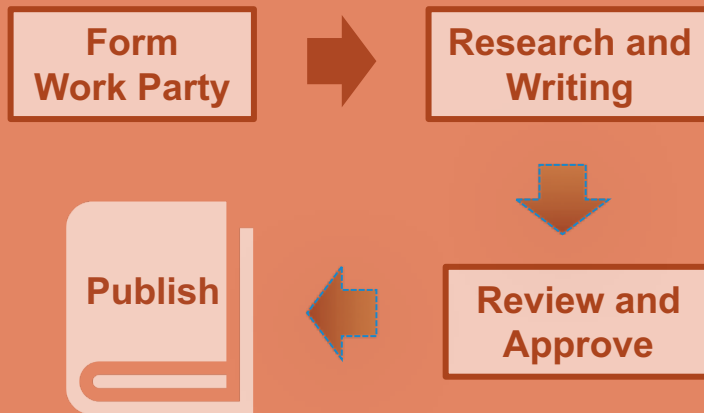 Form
Work Party
Research and
Writing
Review and
Approve
Publish